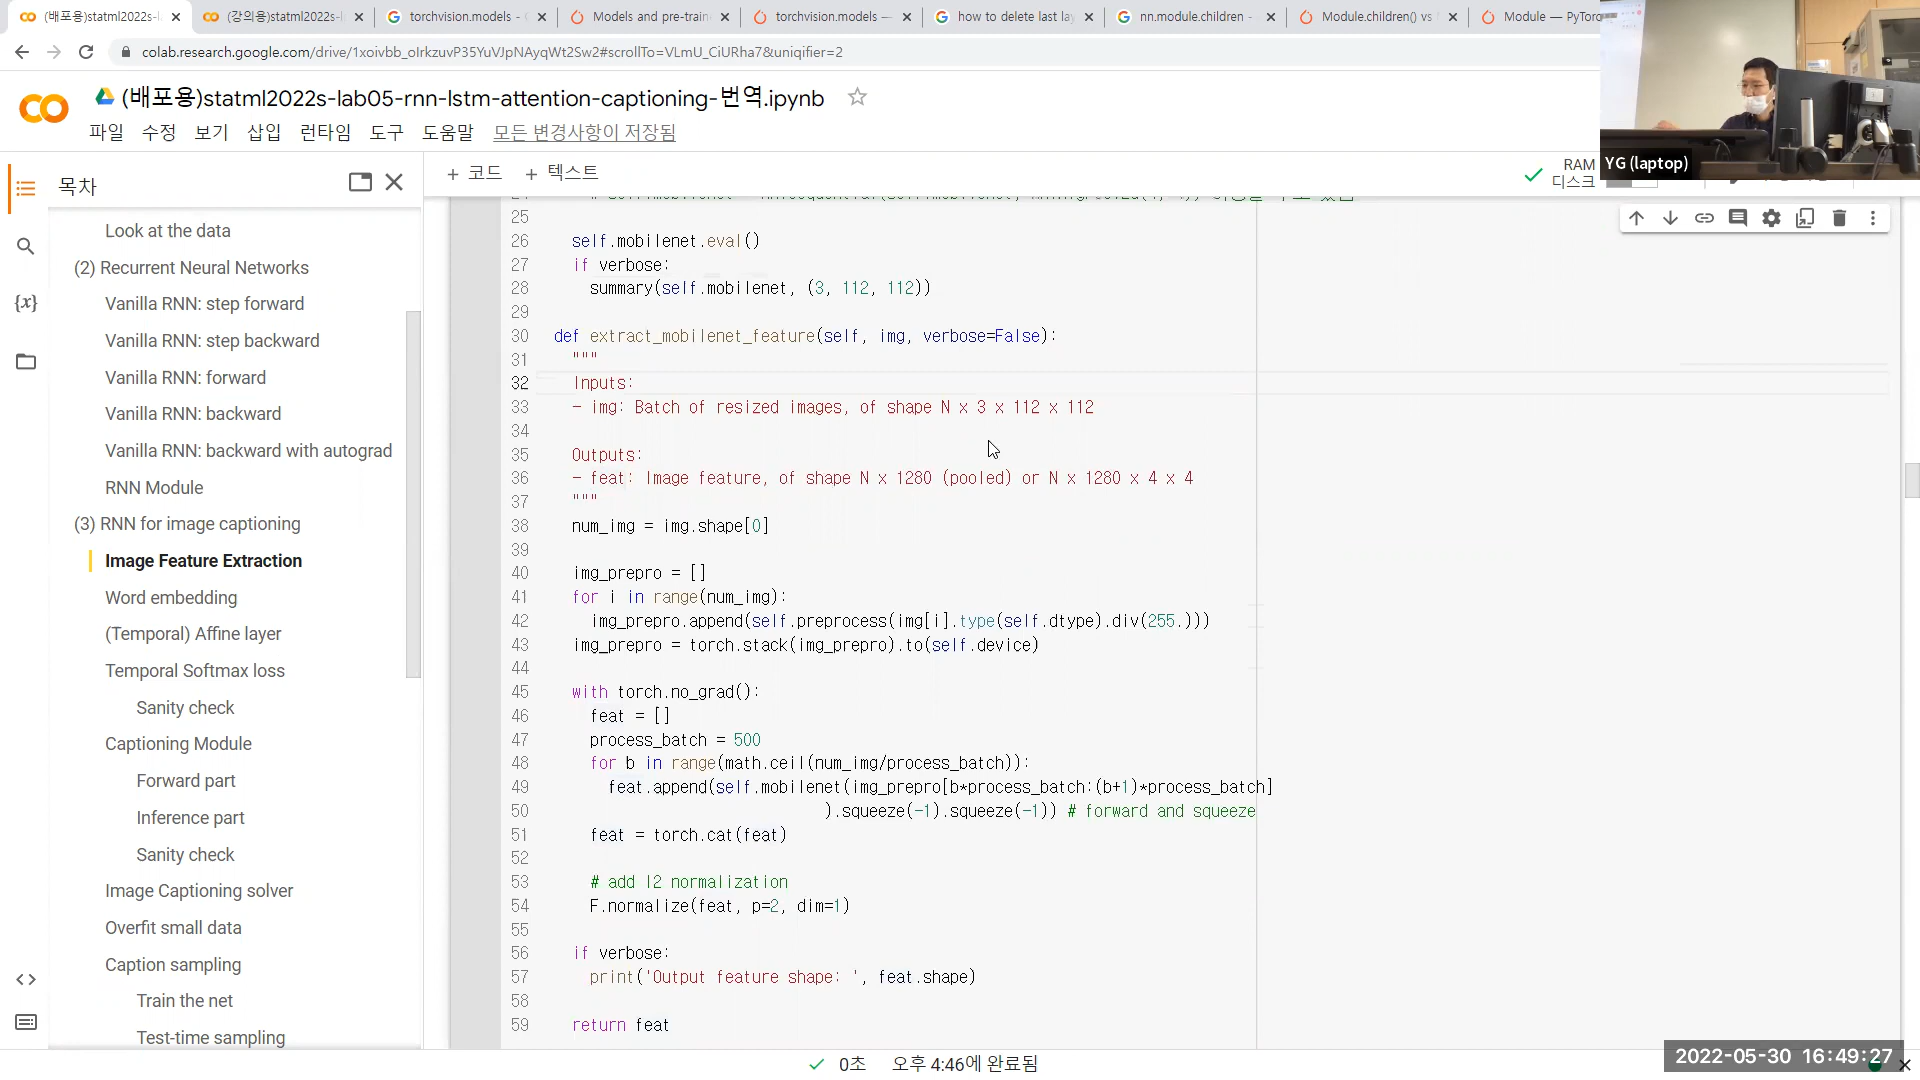 (배포용)statml2022s-l
(강의용)statml2022s-l
torchvision.models - G
Models and pre-train
torchvision.models —
how to delete last lay
nn.module.children -
Module.children() vs
Module — PyTor
colab.research.google.com/drive/1xoivbb_oIrkzuvP35YuVJpNAyqWt2Sw2#scrollTo=VLmU_CiURha7&uniqifier=2
(배포용)statml2022s-lab05-rnn-lstm-attention-captioning-번역.ipynb
파일 수정 보기 삽입 런타임 도구 도움말 모든 변경사항이 저장됨
YG (laptop)
목차
+ 코드 + 텍스트
RAM
디스크
Look at the data
(2) Recurrent Neural Networks
Vanilla RNN: step forward
Vanilla RNN: step backward
Vanilla RNN: forward
Vanilla RNN: backward
Vanilla RNN: backward with autograd
RNN Module
(3) RNN for image captioning
Image Feature Extraction
Word embedding
(Temporal) Affine layer
Temporal Softmax loss
Sanity check
Captioning Module
Forward part
Inference part
Sanity check
Image Captioning solver
Overfit small data
Caption sampling
Train the net
Test-time sampling
25
26 self.mobilenet.eval()
27 if verbose:
28 summary(self.mobilenet, (3, 112, 112))
29
30 def extract_mobilenet_feature(self, img, verbose=False):
31 """
32 Inputs:
33 - img: Batch of resized images, of shape N x 3 x 112 x 112
34
35 Outputs:
36 - feat: Image feature, of shape N x 1280 (pooled) or N x 1280 x 4 x 4
37 """
38 num_img = img.shape[0]
39
40 img_prepro = []
41 for i in range(num_img):
42 img_prepro.append(self.preprocess(img[i].type(self.dtype).div(255.)))
43 img_prepro = torch.stack(img_prepro).to(self.device)
44
45 with torch.no_grad():
46 feat = []
47 process_batch = 500
48 for b in range(math.ceil(num_img/process_batch)):
49 feat.append(self.mobilenet(img_prepro[b*process_batch:(b+1)*process_batch]
50 ).squeeze(-1).squeeze(-1)) # forward and squeeze
51 feat = torch.cat(feat)
52
53 # add l2 normalization
54 F.normalize(feat, p=2, dim=1)
55
56 if verbose:
57 print('Output feature shape: ', feat.shape)
58
59 return feat
0초 오후 4:46에 완료됨
2022-05-30 16:49:27